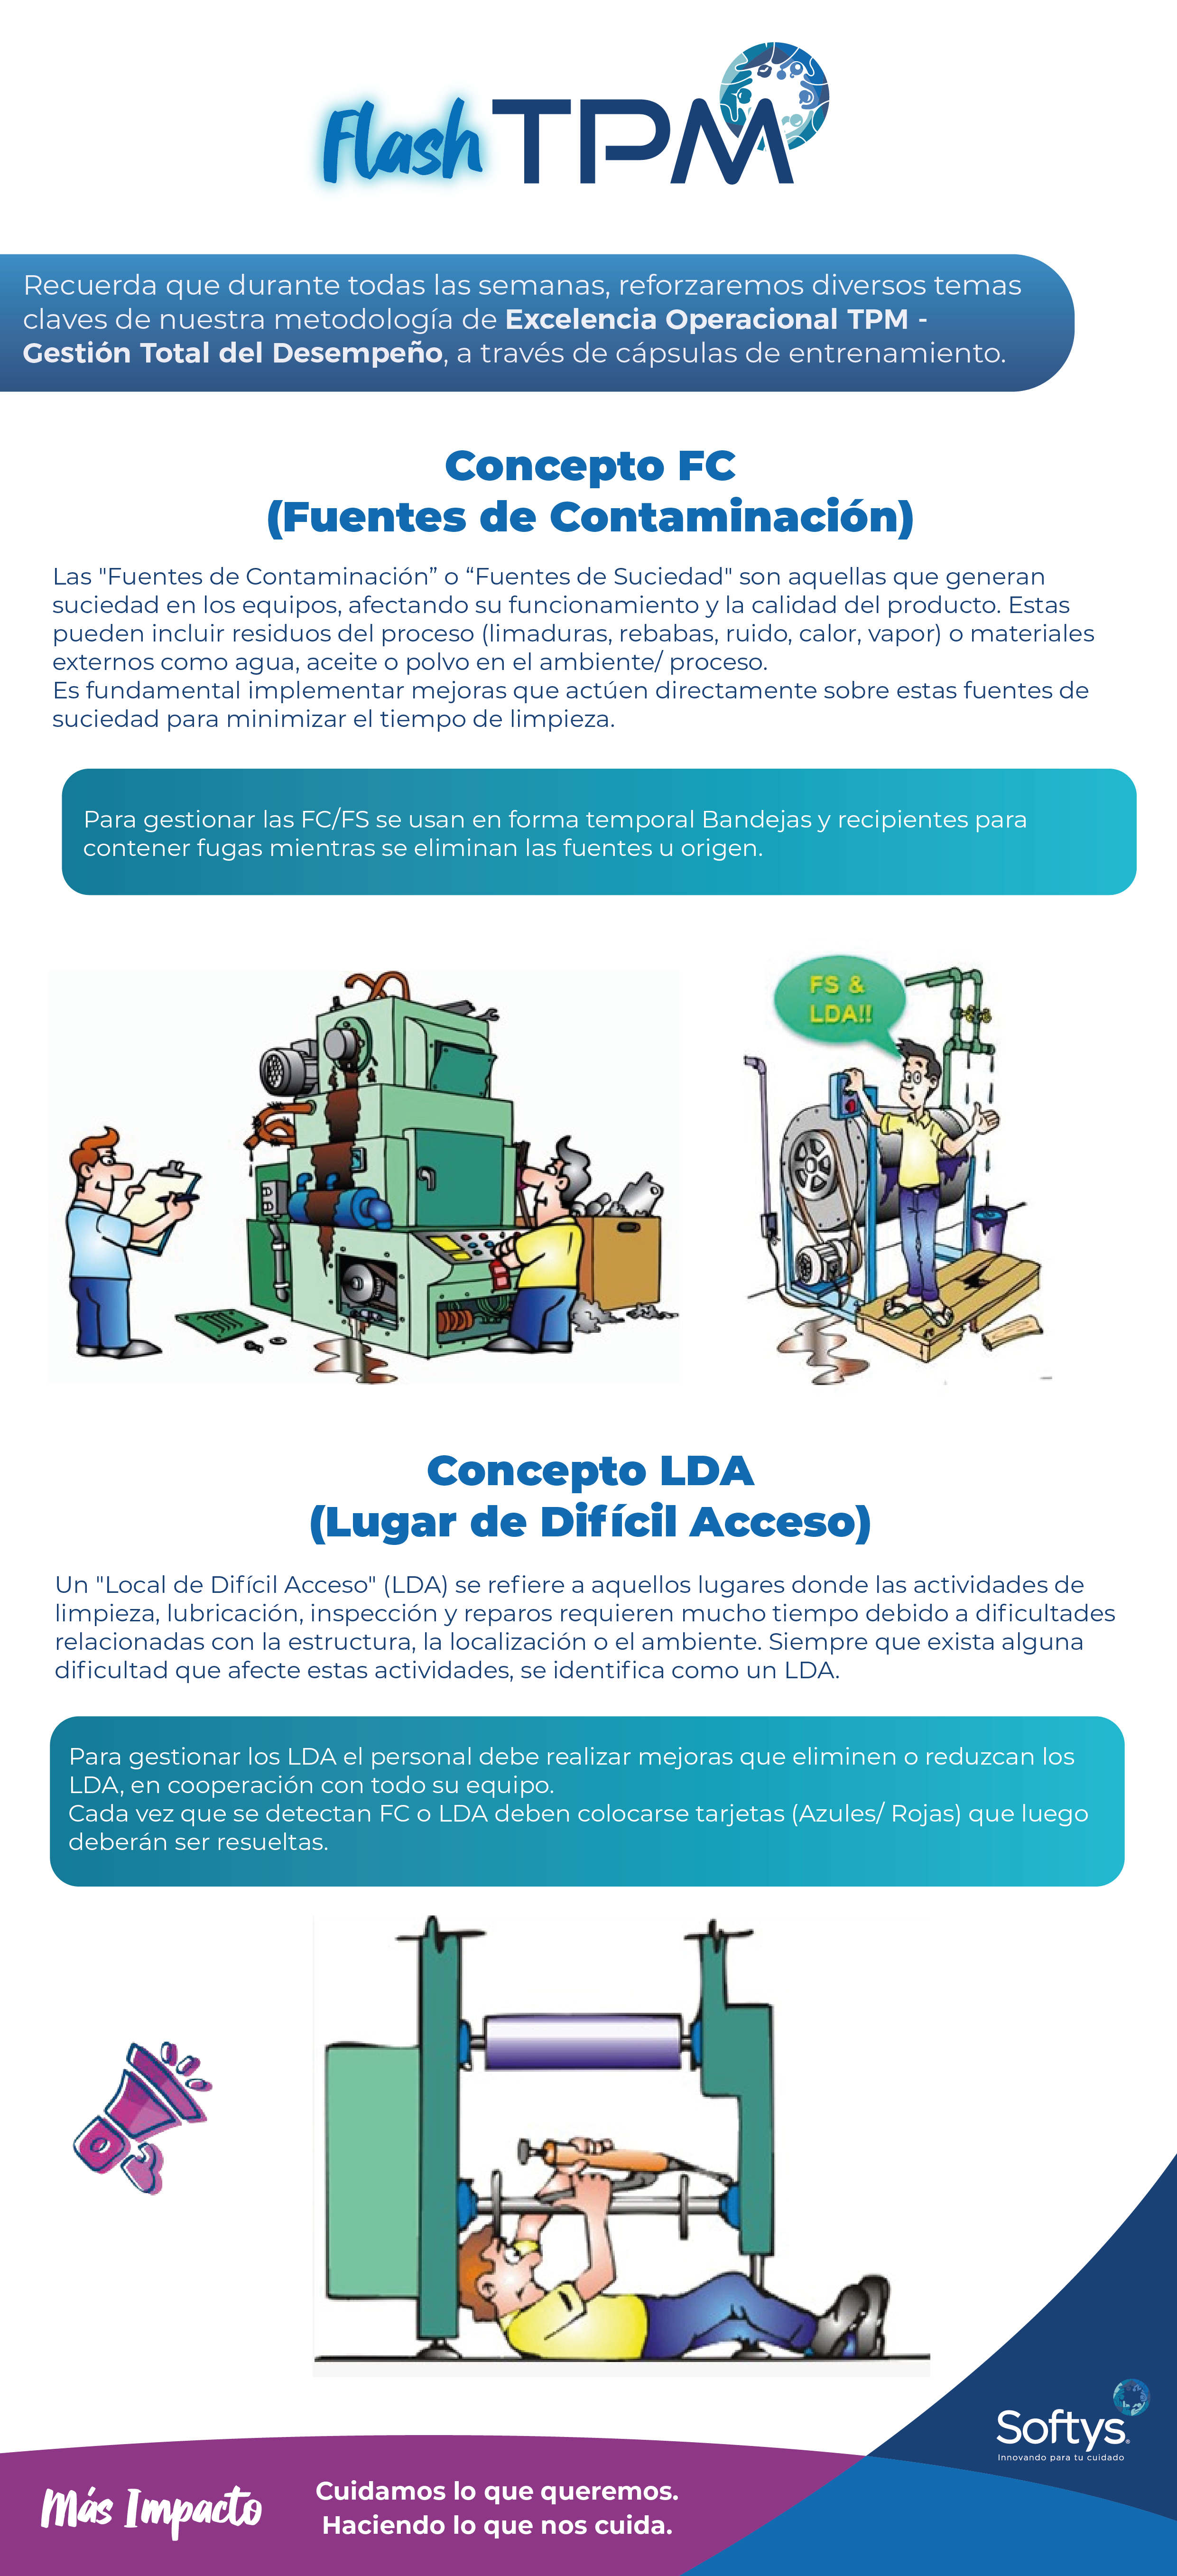 Flash TPM
Recuerda que durante todas las semanas, reforzaremos diversos temas
claves de nuestra metodología de Excelencia Operacional TPM -
Gestión Total del Desempeño, a través de cápsulas de entrenamiento.
Concepto FC
(Fuentes de Contaminación)
Las "Fuentes de Contaminación” o “Fuentes de Suciedad" son aquellas que generan
suciedad en los equipos, afectando su funcionamiento y la calidad del producto. Estas
pueden incluir residuos del proceso (limaduras, rebabas, ruido, calor, vapor) o materiales
externos como agua, aceite o polvo en el ambiente/ proceso.
Es fundamental implementar mejoras que actúen directamente sobre estas fuentes de
suciedad para minimizar el tiempo de limpieza.
Para gestionar las FC/FS se usan en forma temporal Bandejas y recipientes para
contener fugas mientras se eliminan las fuentes u origen.
FS &
LDA!!
Concepto LDA
(Lugar de Difícil Acceso)
Un "Local de Difícil Acceso" (LDA) se refiere a aquellos lugares donde las actividades de
limpieza, lubricación, inspección y reparos requieren mucho tiempo debido a dificultades
relacionadas con la estructura, la localización o el ambiente. Siempre que exista alguna
dificultad que afecte estas actividades, se identifica como un LDA.
Para gestionar los LDA el personal debe realizar mejoras que eliminen o reduzcan los
LDA, en cooperación con todo su equipo.
Cada vez que se detectan FC o LDA deben colocarse tarjetas (Azules/ Rojas) que luego
deberán ser resueltas.
Softys®
Innovando para tu cuidado
Más Impacto
Cuidamos lo que queremos.
Haciendo lo que nos cuida.